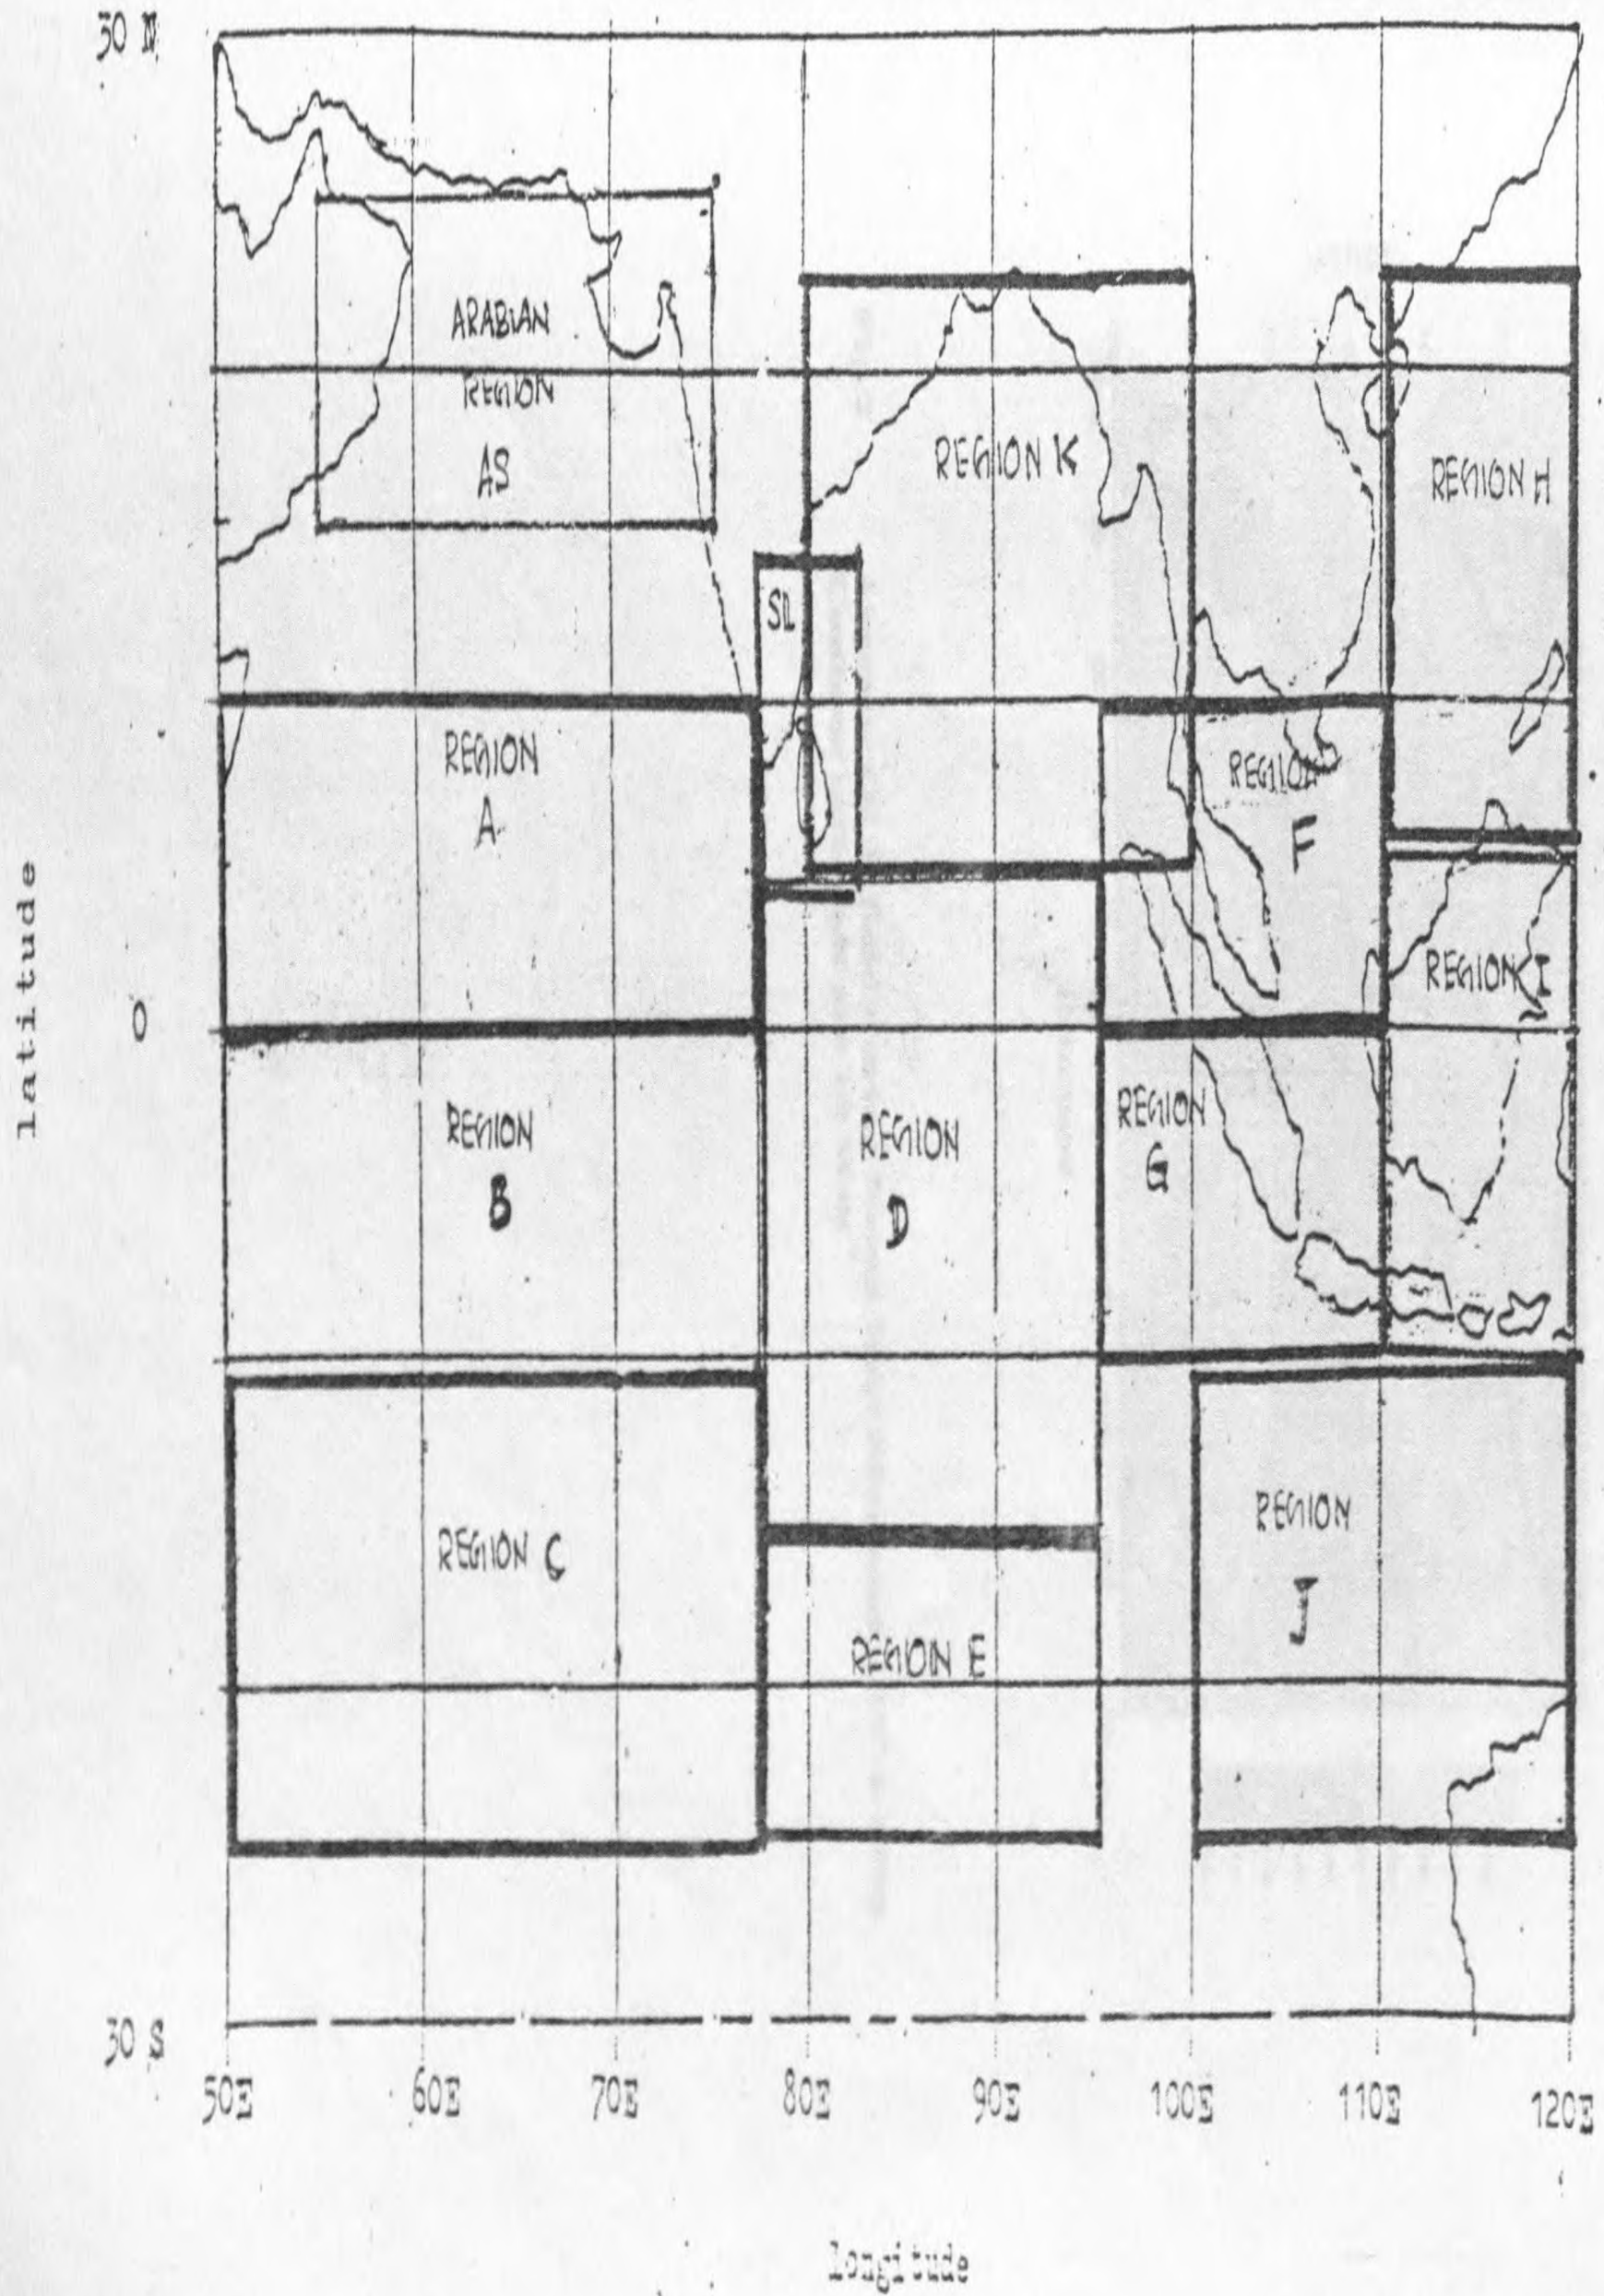 30 N
ARABIAN
REGION
AS
REGION K
REGION H
SL
REGION
A
REGION
F
latitude
0
REGION I
REGION
B
REGION
D
REGION
G
REGION C
REGION E
REGION
J
30 S
50E
60E
70E
80E
90E
100E
110E
120E
longitude